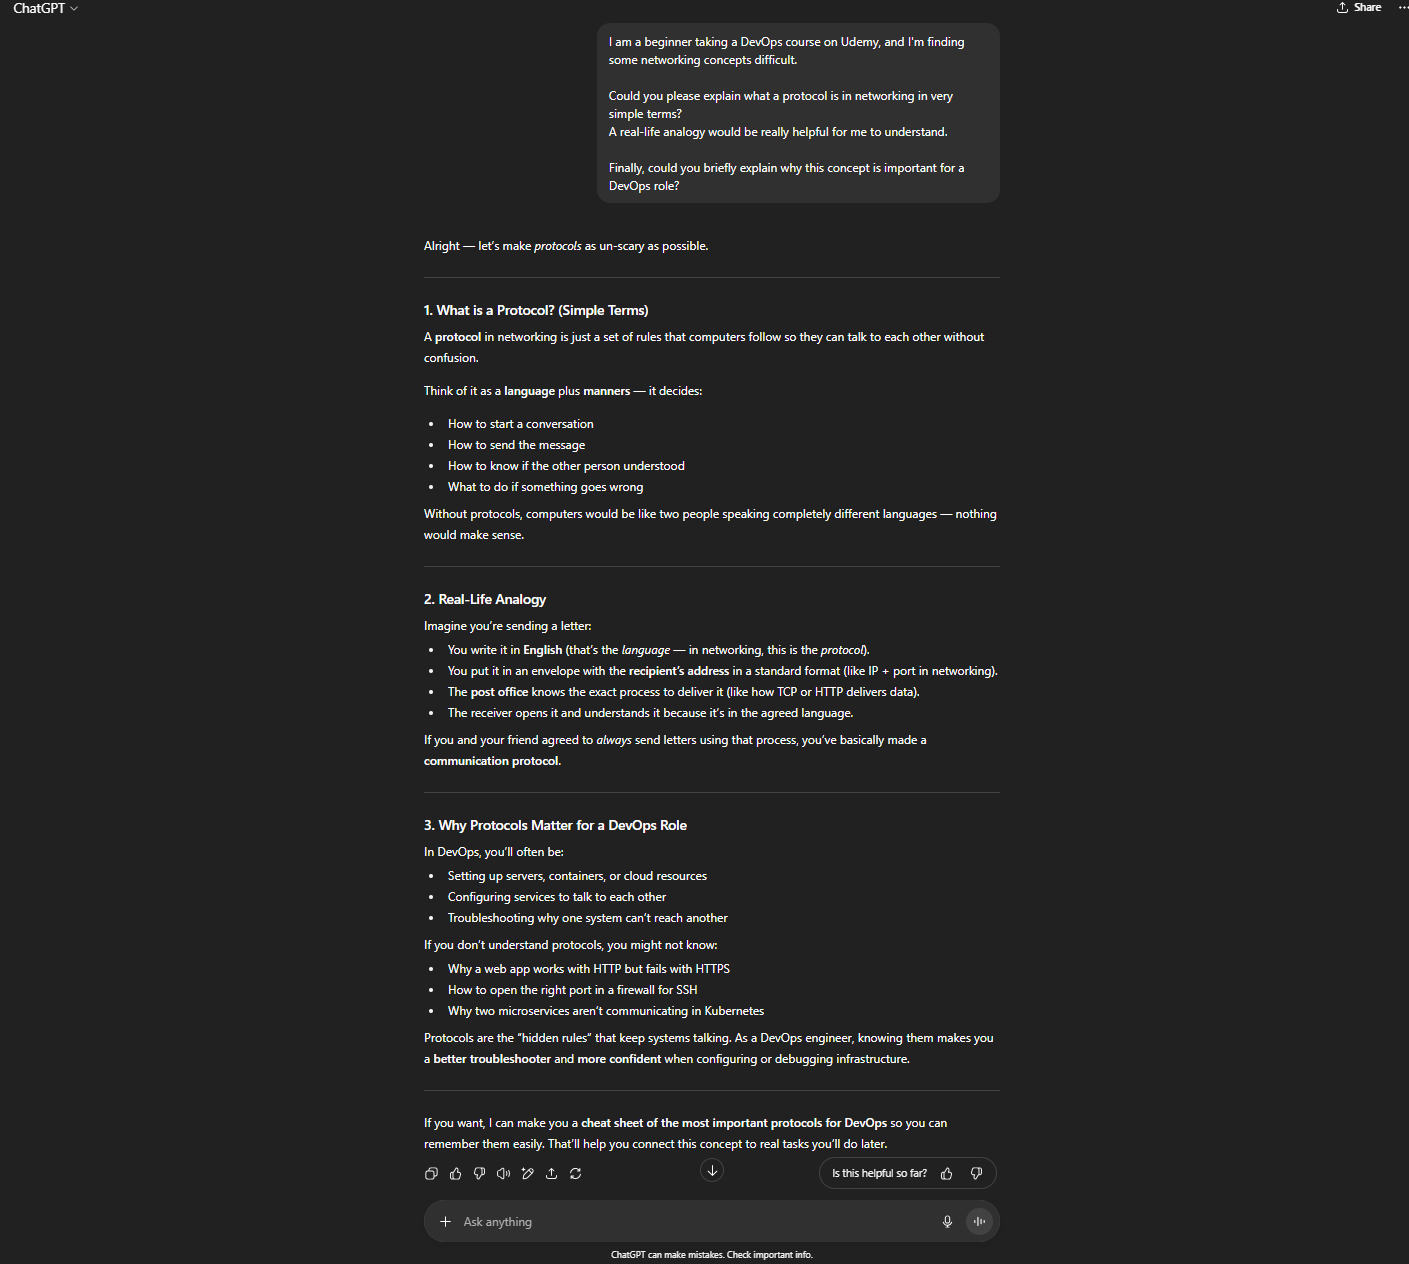 ChatGPT
Share
I am a beginner taking a DevOps course on Udemy, and I'm finding
some networking concepts difficult.
Could you please explain what a protocol is in networking in very
simple terms?
A real-life analogy would be really helpful for me to understand.
Finally, could you briefly explain why this concept is important for a
DevOps role?
Alright — let's make protocols as un-scary as possible.
1. What is a Protocol? (Simple Terms)
A protocol in networking is just a set of rules that computers follow so they can talk to each other without
confusion.
Think of it as a language plus manners — it decides:
• How to start a conversation
• How to send the message
• How to know if the other person understood
• What to do if something goes wrong
Without protocols, computers would be like two people speaking completely different languages — nothing
would make sense.
2. Real-Life Analogy
Imagine you're sending a letter:
• You write it in English (that's the language — in networking, this is the protocol).
• You put it in an envelope with the recipient's address in a standard format (like IP + port in networking).
• The post office knows the exact process to deliver it (like how TCP or HTTP delivers data).
• The receiver opens it and understands it because it's in the agreed language.
If you and your friend agreed to always send letters using that process, you've basically made a
communication protocol.
3. Why Protocols Matter for a DevOps Role
In DevOps, you'll often be:
• Setting up servers, containers, or cloud resources
• Configuring services to talk to each other
• Troubleshooting why one system can't reach another
If you don't understand protocols, you might not know:
• Why a web app works with HTTP but fails with HTTPS
• How to open the right port in a firewall for SSH
• Why two microservices aren't communicating in Kubernetes
Protocols are the "hidden rules" that keep systems talking. As a DevOps engineer, knowing them makes you
a better troubleshooter and more confident when configuring or debugging infrastructure.
If you want, I can make you a cheat sheet of the most important protocols for DevOps so you can
remember them easily. That'll help you connect this concept to real tasks you'll do later.
Is this helpful so far?
Ask anything
ChatGPT can make mistakes. Check important info.